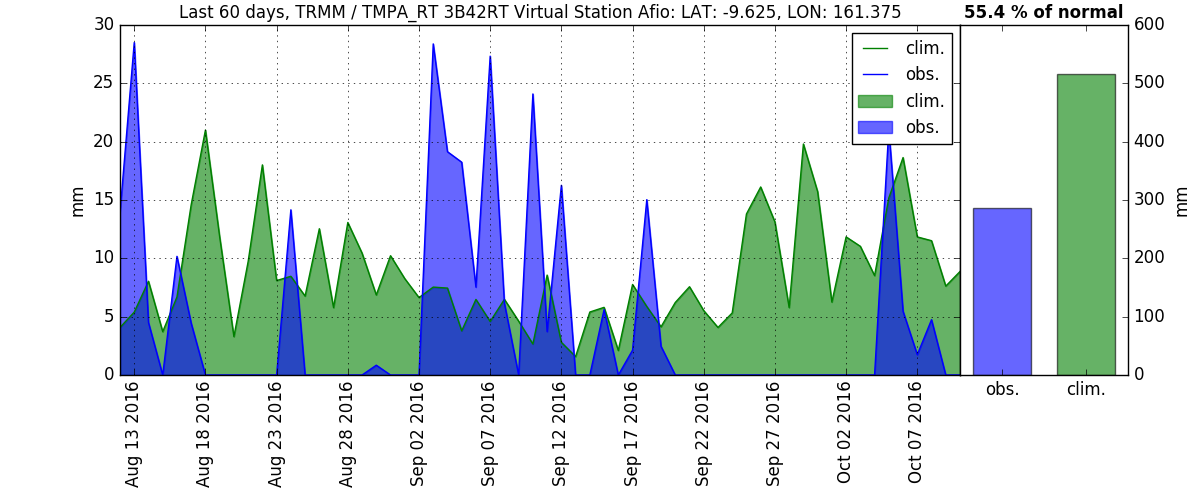 Last 60 days, TRMM / TMPA_RT 3B42RT Virtual Station Afio: LAT: -9.625, LON: 161.375
55.4 % of normal
30
25
20
15
10
5
0
mm
clim.
obs.
clim.
obs.
600
500
400
300
200
100
0
mm
Aug 13 2016
Aug 18 2016
Aug 23 2016
Aug 28 2016
Sep 02 2016
Sep 07 2016
Sep 12 2016
Sep 17 2016
Sep 22 2016
Sep 27 2016
Oct 02 2016
Oct 07 2016
obs.
clim.